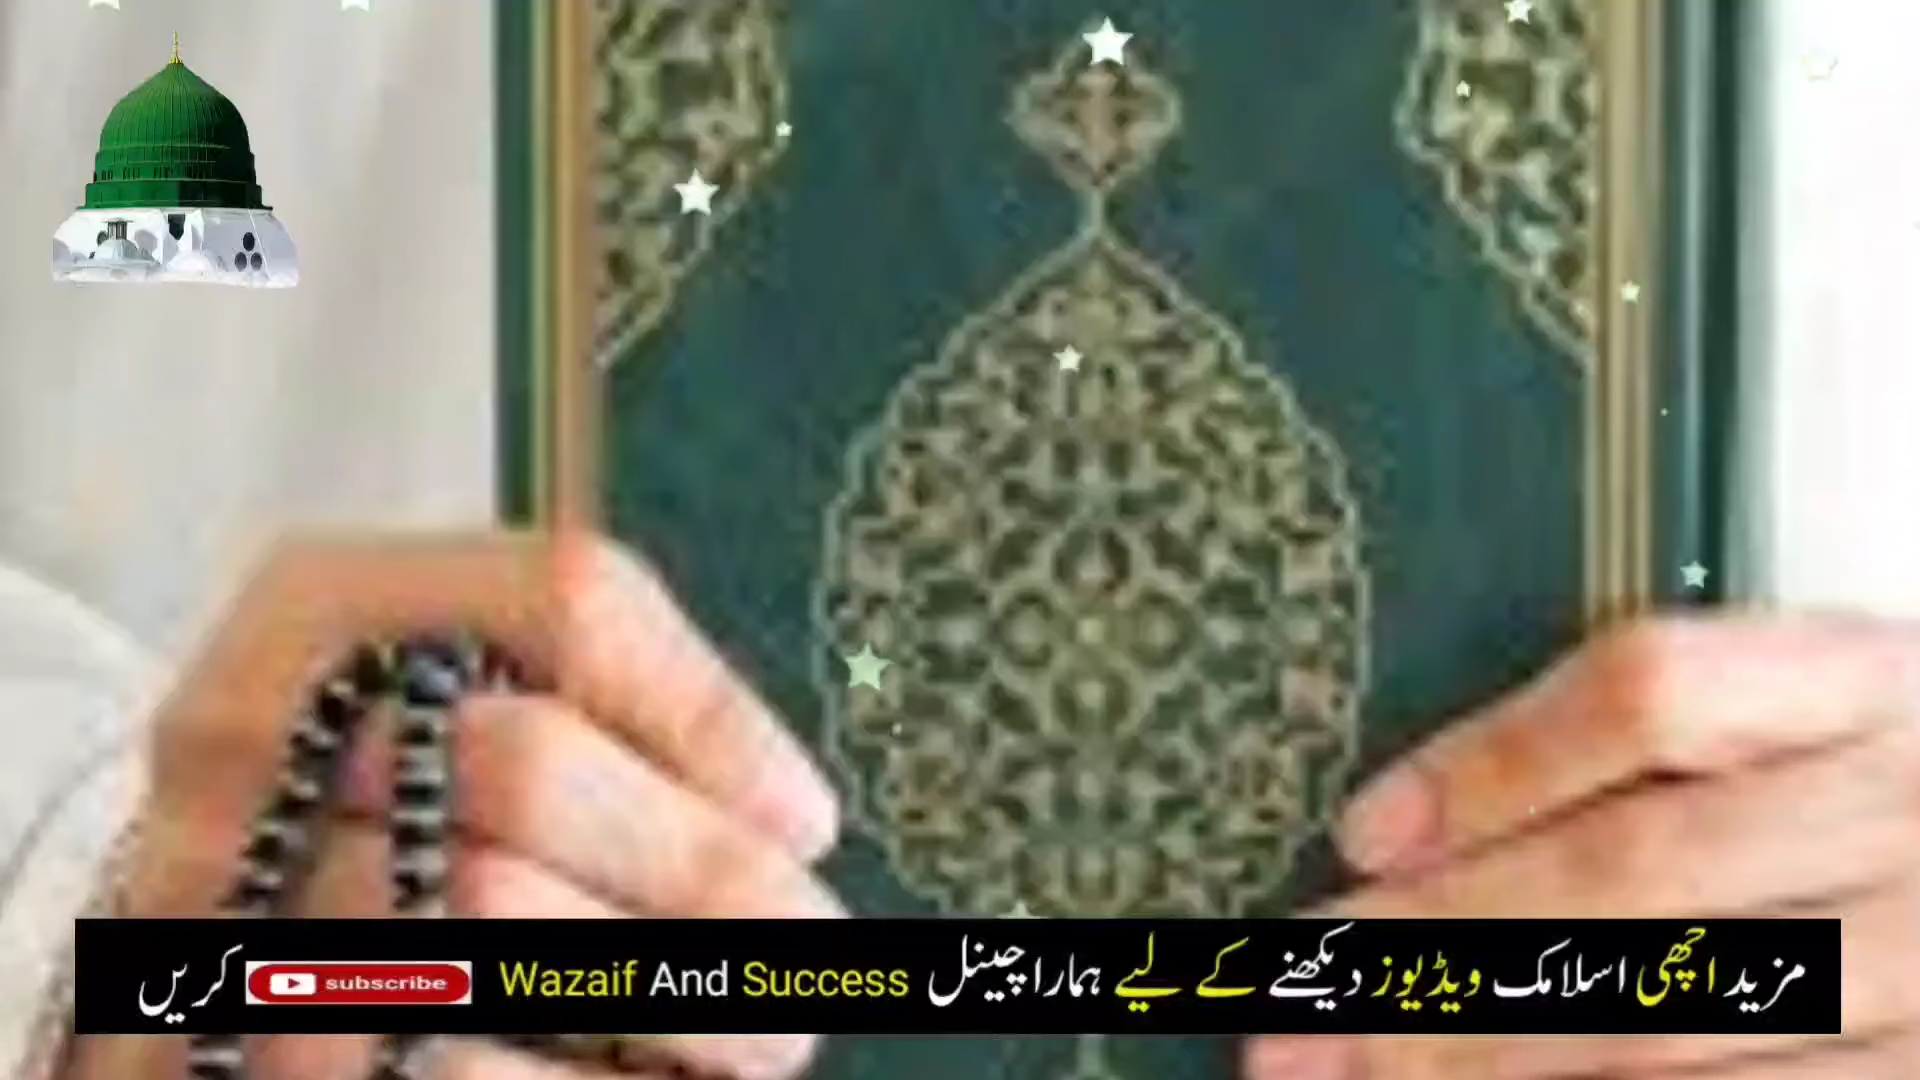 مزید اچھی اسلامک ویڈیوز دیکھنے کے لیے ہمارا چینل Wazaif And Success subscribe کریں